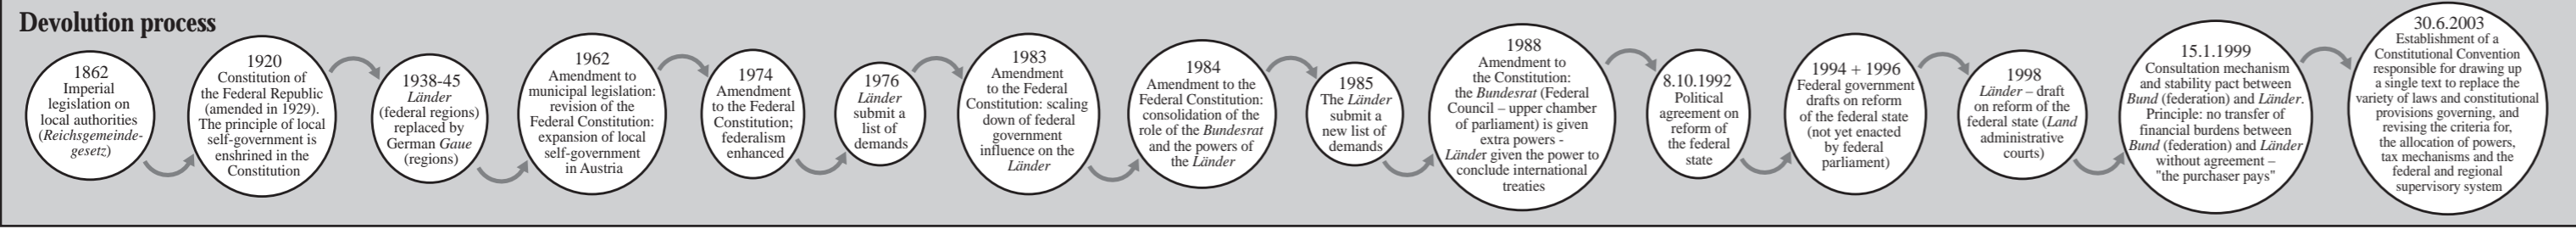 Devolution process
1862
Imperial
legislation on
local authorities
(Reichsgemeinde-
gesetz)
1920
Constitution of
the Federal Republic
(amended in 1929).
The principle of local
self-government is
enshrined in the
Constitution
1938-45
Länder
(federal regions)
replaced by
German Gaue
(regions)
1962
Amendment to
municipal legislation:
revision of the
Federal Constitution:
expansion of local
self-government
in Austria
1974
Amendment
to the Federal
Constitution;
federalism
enhanced
1976
Länder
submit a
list of
demands
1983
Amendment
to the Federal
Constitution: scaling
down of federal
government
influence on the
Länder
1984
Amendment to the
Federal Constitution:
consolidation of the
role of the Bundesrat
and the powers of
the Länder
1985
The Länder
submit a
new list of
demands
1988
Amendment to
the Constitution:
the Bundesrat (Federal
Council – upper chamber
of parliament) is given
extra powers -
Länder given the power to
conclude international
treaties
8.10.1992
Political
agreement on
reform of
the federal
state
1994 + 1996
Federal government
drafts on reform
of the federal state
(not yet enacted
by federal
parliament)
1998
Länder – draft
on reform of the
federal state (Land
administrative
courts)
15.1.1999
Consultation mechanism
and stability pact between
Bund (federation) and Länder.
Principle: no transfer of
financial burdens between
Bund (federation) and Länder
without agreement –
"the purchaser pays"
30.6.2003
Establishment of a
Constitutional Convention
responsible for drawing up
a single text to replace the
variety of laws and constitutional
provisions governing, and
revising the criteria for,
the allocation of powers,
tax mechanisms and the
federal and regional
supervisory system